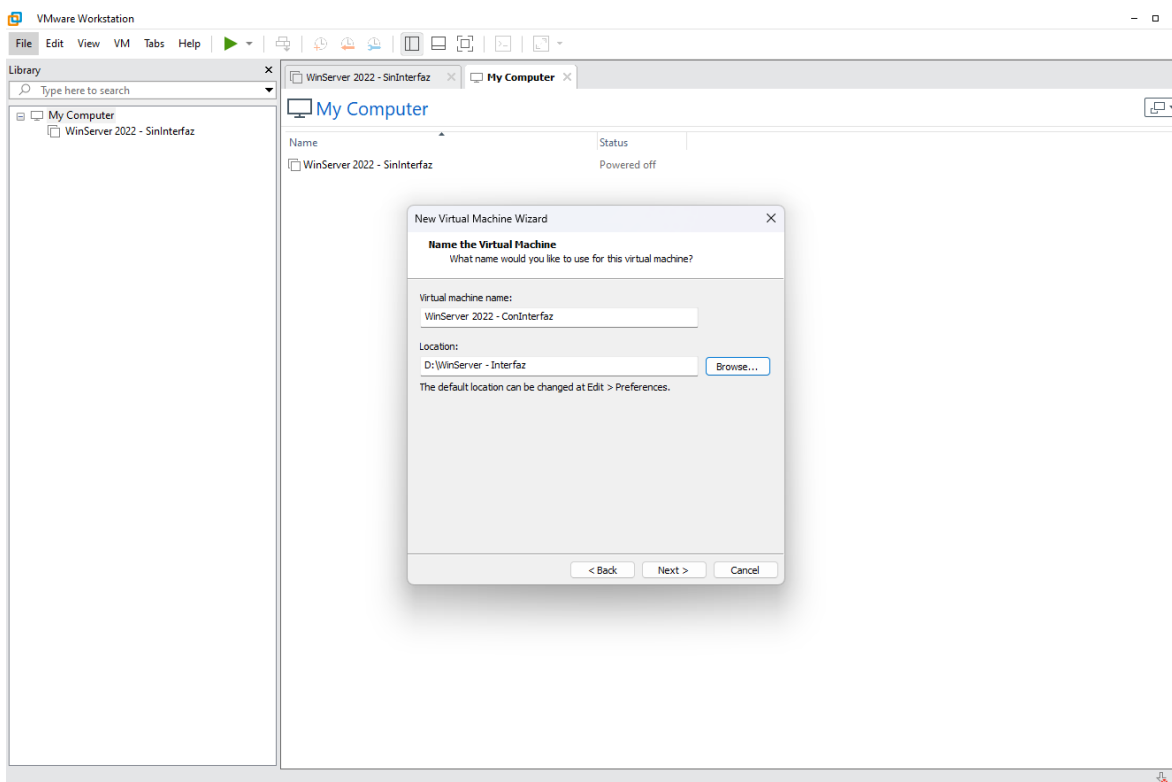 VMware Workstation
File Edit View VM Tabs Help
Library
Type here to search
My Computer
WinServer 2022 - SinInterfaz
WinServer 2022 - SinInterfaz
My Computer
My Computer
Name
Status
WinServer 2022 - SinInterfaz
Powered off
New Virtual Machine Wizard
Name the Virtual Machine
What name would you like to use for this virtual machine?
Virtual machine name:
WinServer 2022 - ConInterfaz
Location:
D:\WinServer - Interfaz
Browse...
The default location can be changed at Edit > Preferences.
< Back
Next >
Cancel